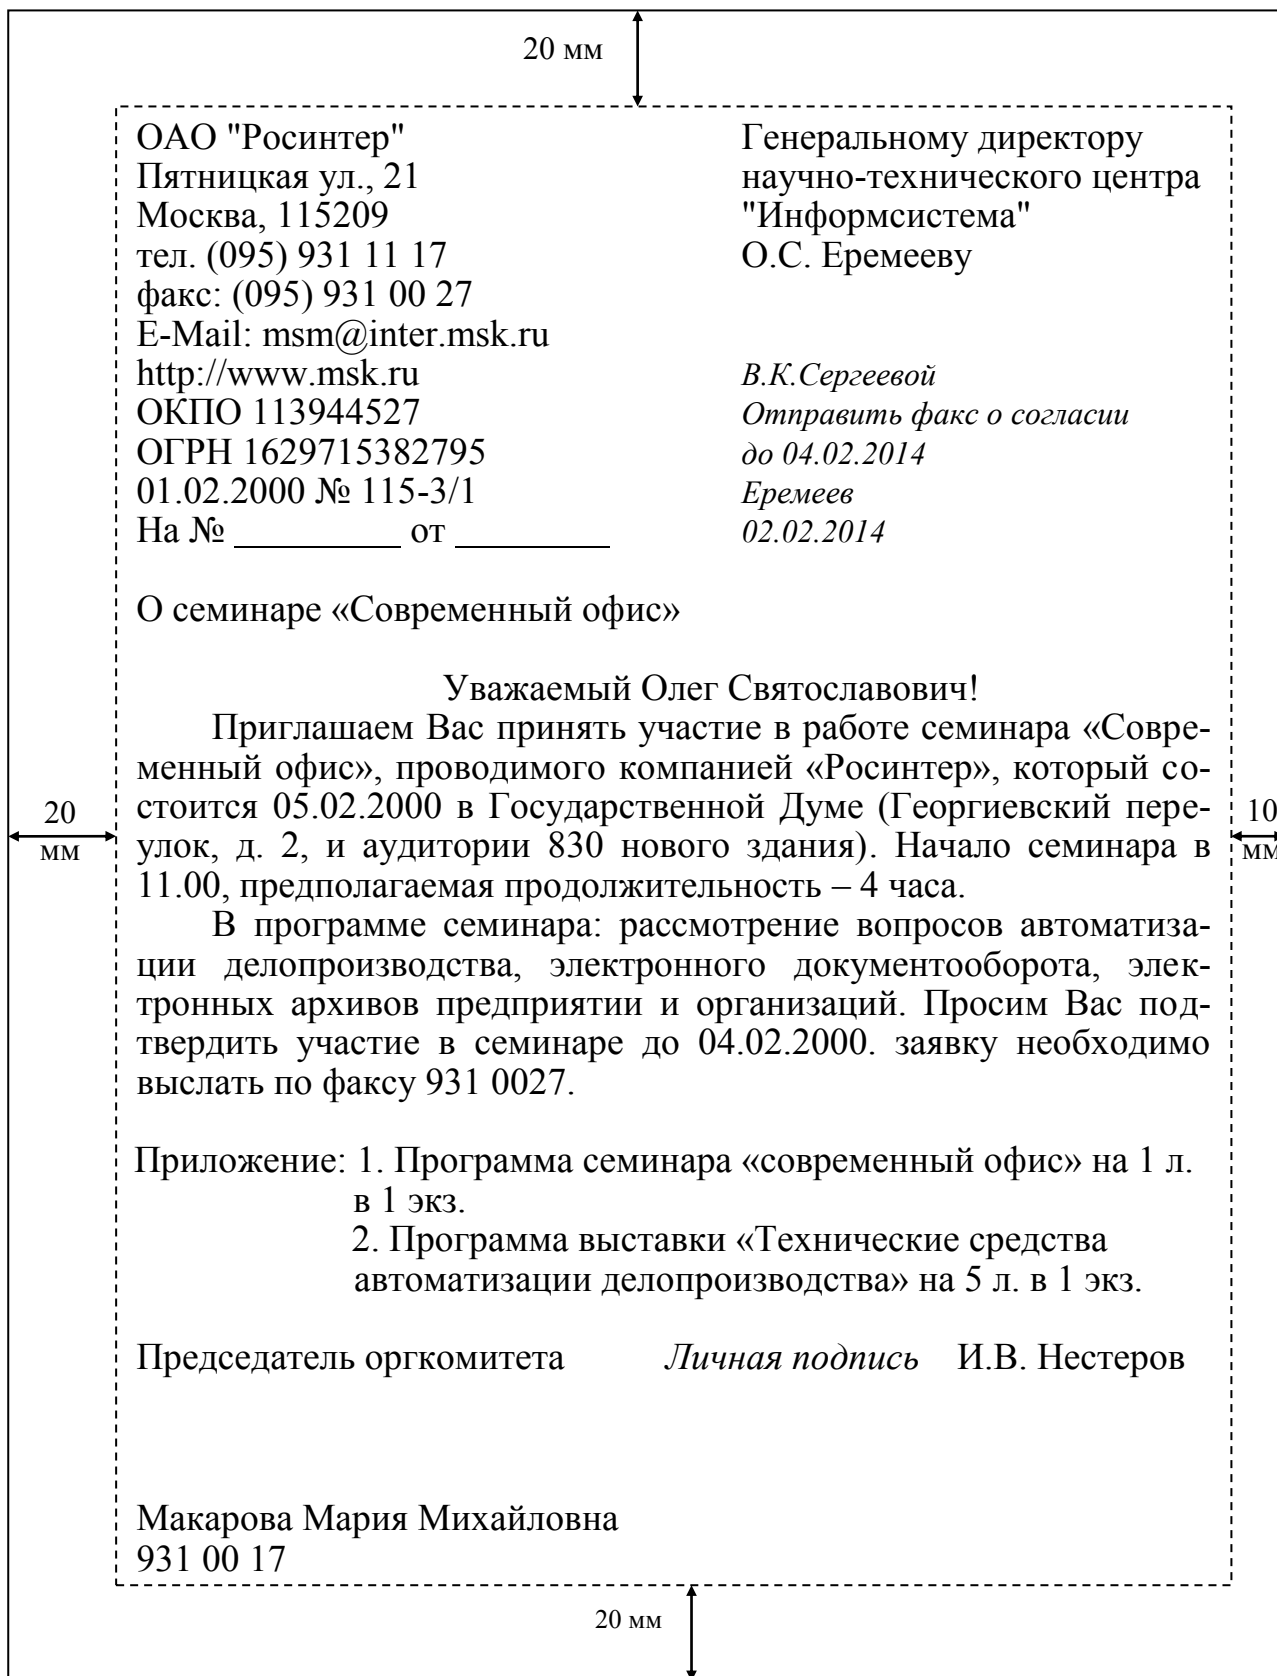 20 мм
ОАО "Росинтер"
Пятницкая ул., 21
Москва, 115209
тел. (095) 931 11 17
факс: (095) 931 00 27
E-Mail: msm@inter.msk.ru
http://www.msk.ru
ОКПО 113944527
ОГРН 1629715382795
01.02.2000 № 115-3/1
На № __________ от _________
Генеральному директору
научно-технического центра
"Информсистема"
О.С. Еремееву
В.К.Сергеевой
Отправить факс о согласии
до 04.02.2014
Еремеев
02.02.2014
О семинаре «Современный офис»
Уважаемый Олег Святославович!
Приглашаем Вас принять участие в работе семинара «Совре-
менный офис», проводимого компанией «Росинтер», который со-
стоится 05.02.2000 в Государственной Думе (Георгиевский пере-
улок, д. 2, и аудитории 830 нового здания). Начало семинара в
11.00, предполагаемая продолжительность – 4 часа.
В программе семинара: рассмотрение вопросов автоматиза-
ции делопроизводства, электронного документооборота, элек-
тронных архивов предприятии и организаций. Просим Вас под-
твердить участие в семинаре до 04.02.2000. заявку необходимо
выслать по факсу 931 0027.
20
мм
10
мм
Приложение: 1. Программа семинара «современный офис» на 1 л.
в 1 экз.
2. Программа выставки «Технические средства
автоматизации делопроизводства» на 5 л. в 1 экз.
Председатель оргкомитета Личная подпись И.В. Нестеров
Макарова Мария Михайловна
931 00 17
20 мм